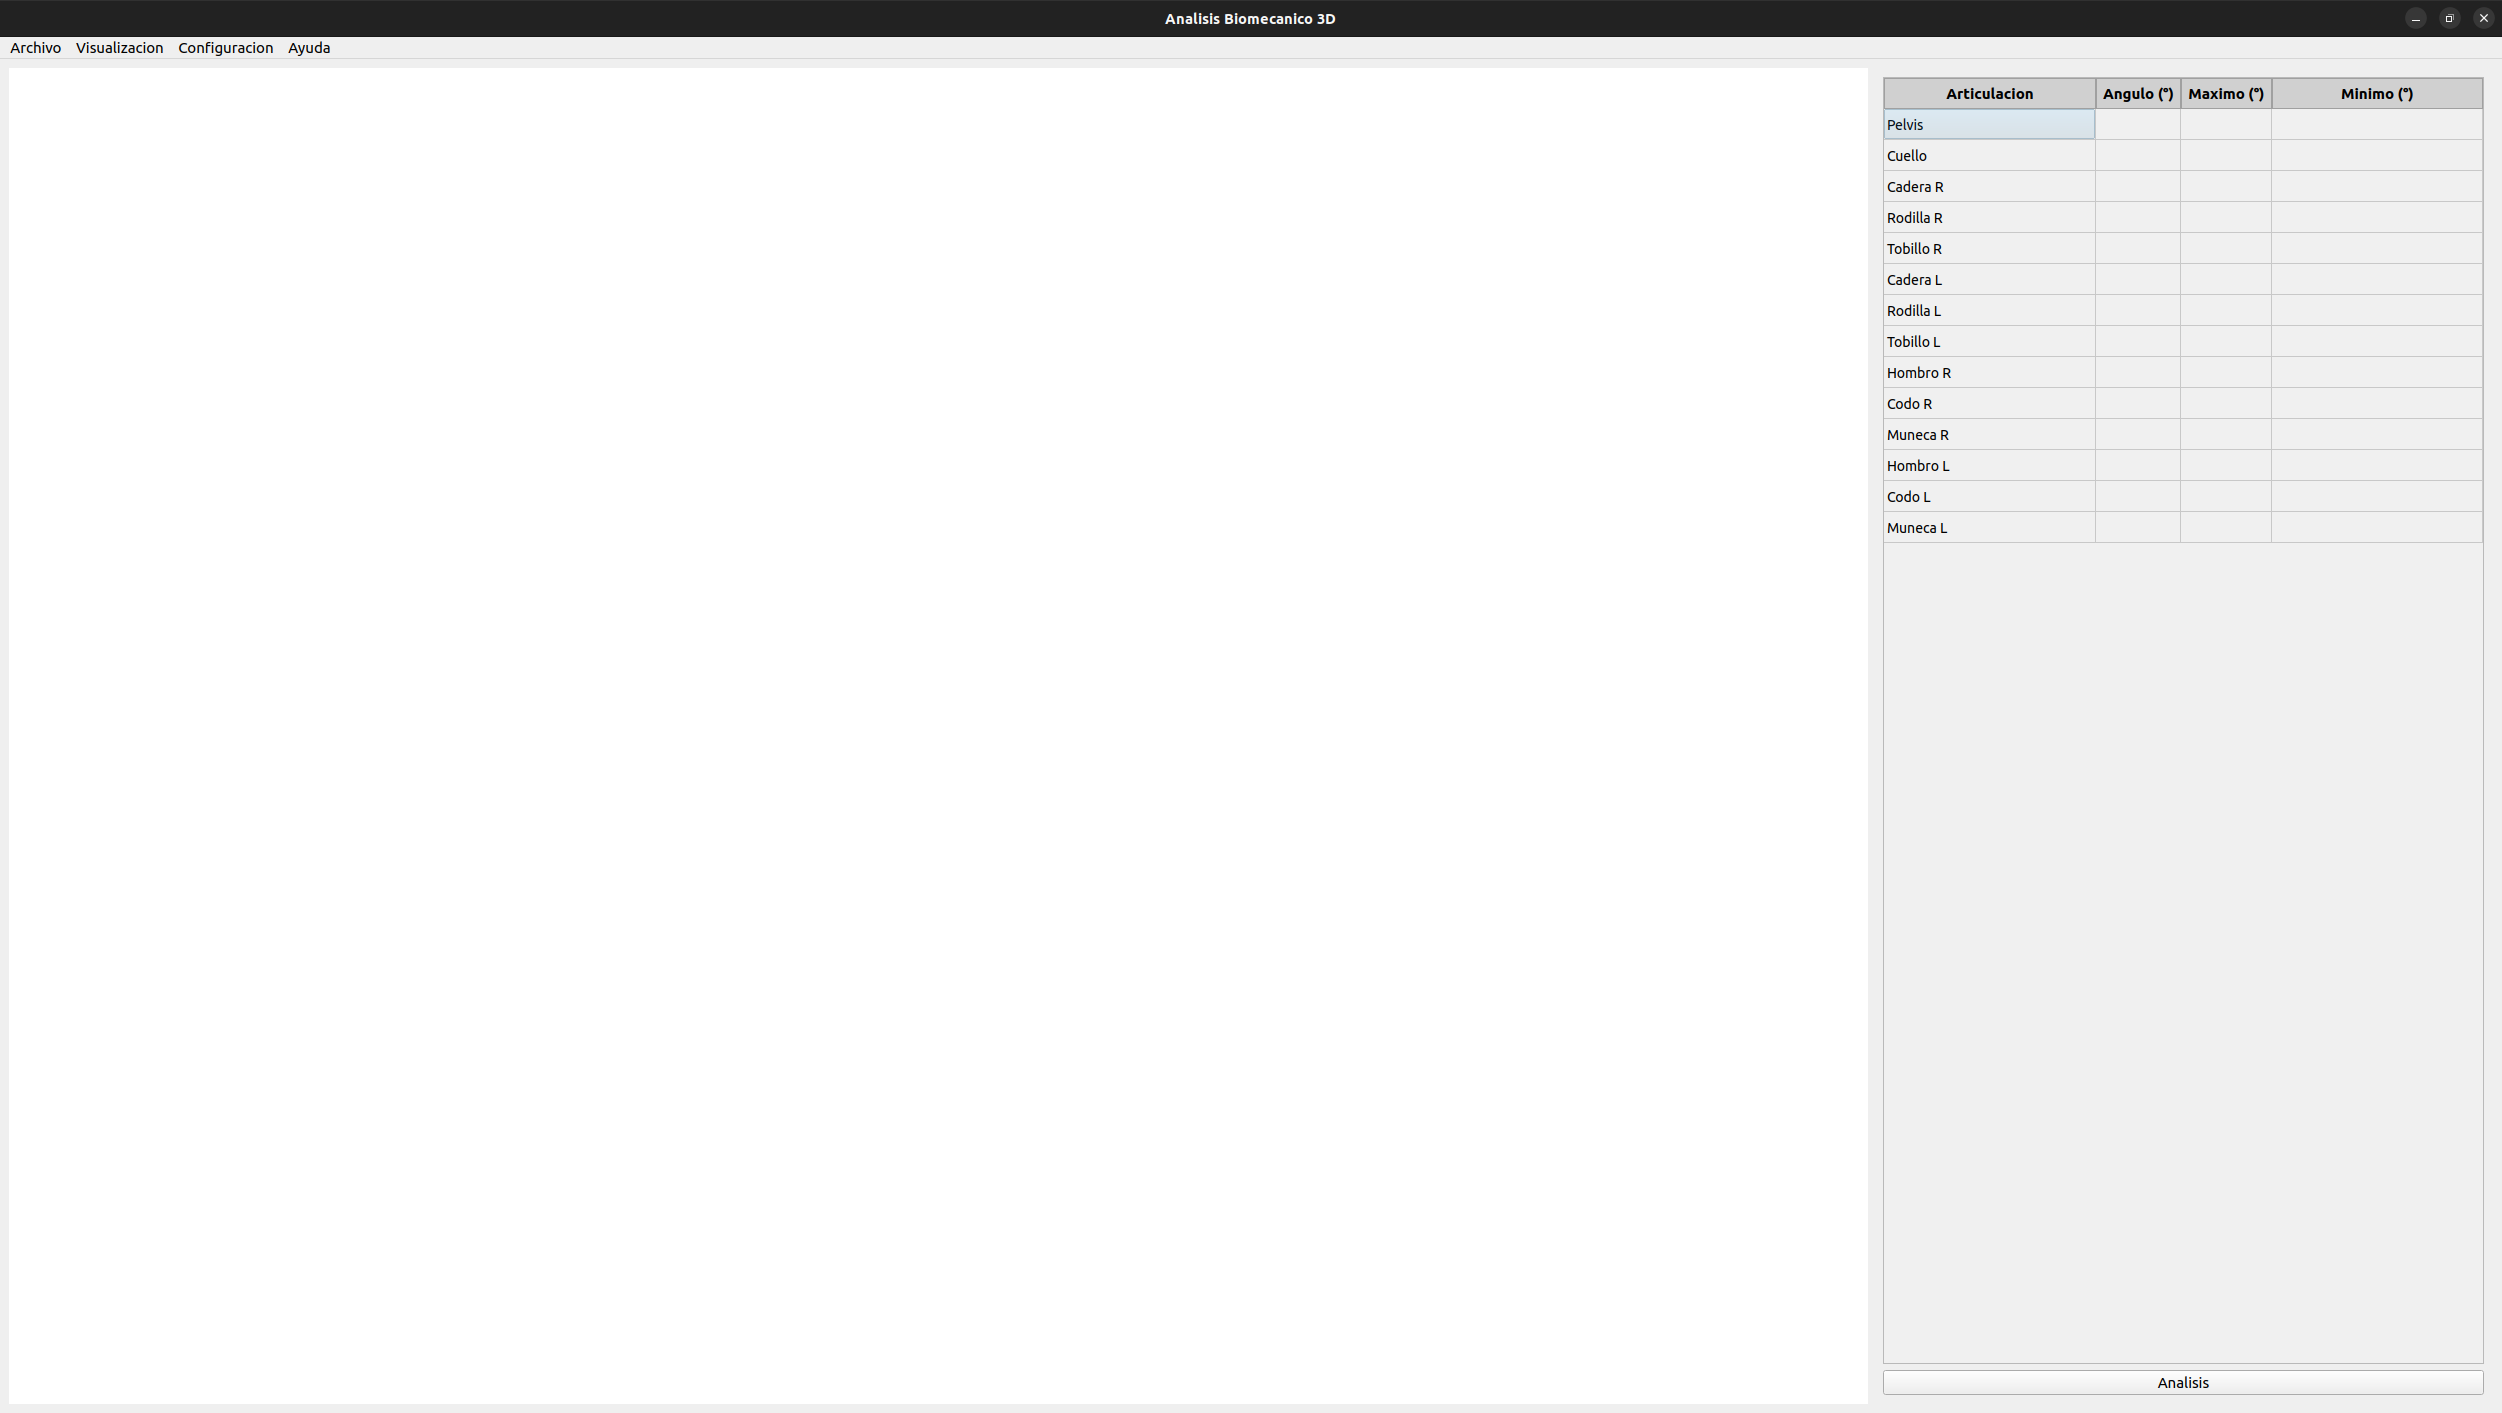 Analisis Biomecanico 3D
Archivo Visualizacion Configuracion Ayuda
Articulacion Angulo (º) Maximo (º) Minimo (º)
Pelvis
Cuello
Cadera R
Rodilla R
Tobillo R
Cadera L
Rodilla L
Tobillo L
Hombro R
Codo R
Muneca R
Hombro L
Codo L
Muneca L
Analisis